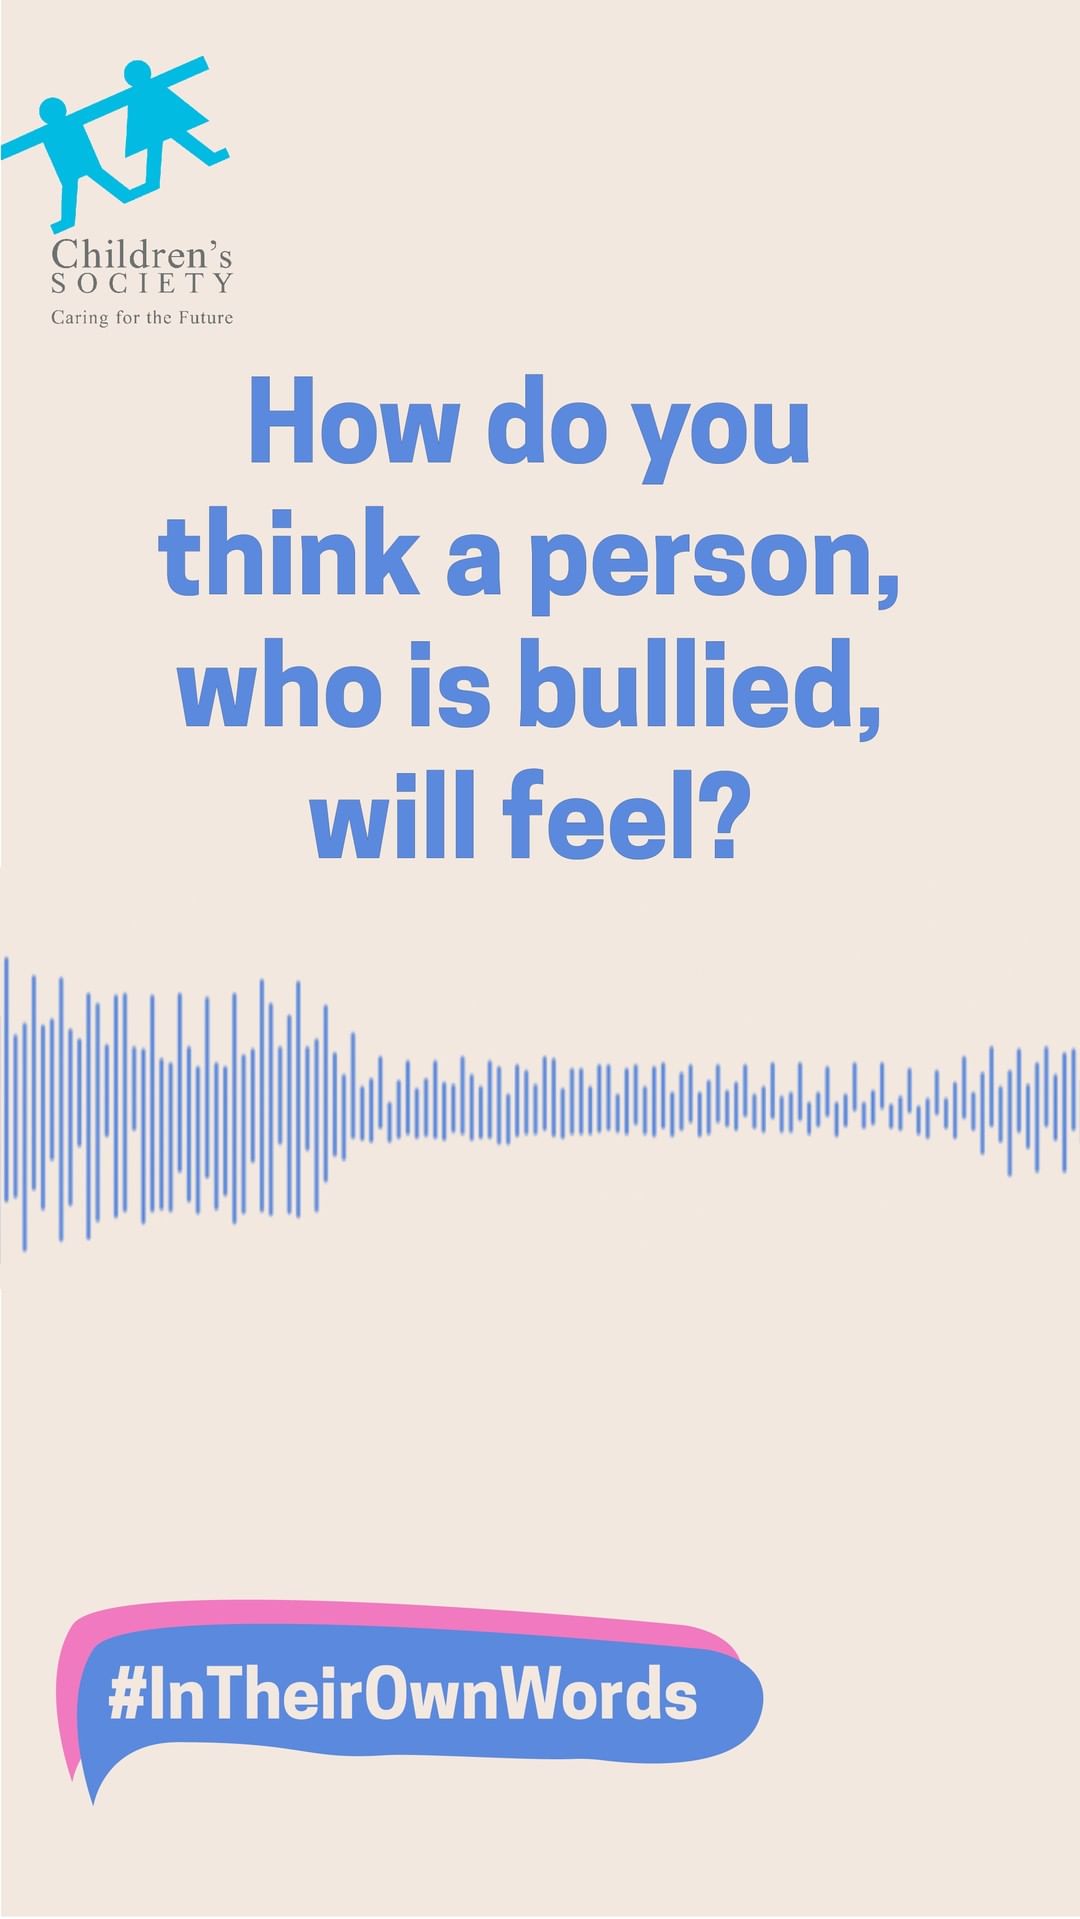 Children's
SOCIETY
Caring for the Future
How do you
think a person,
who is bullied,
will feel?
#InTheirOwnWords